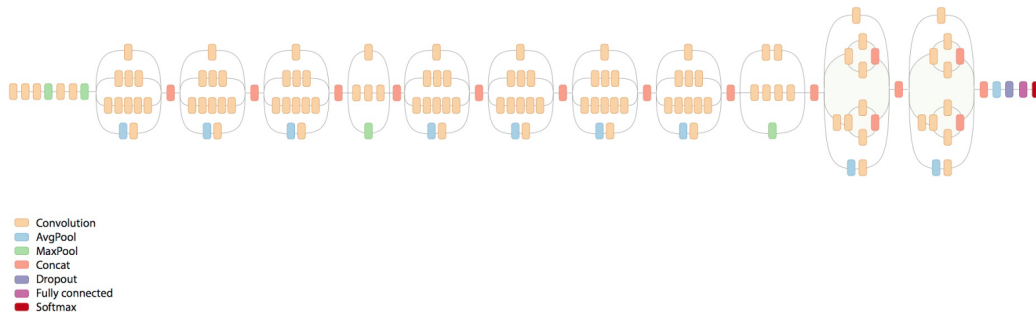 Convolution
AvgPool
MaxPool
Concat
Dropout
Fully connected
Softmax